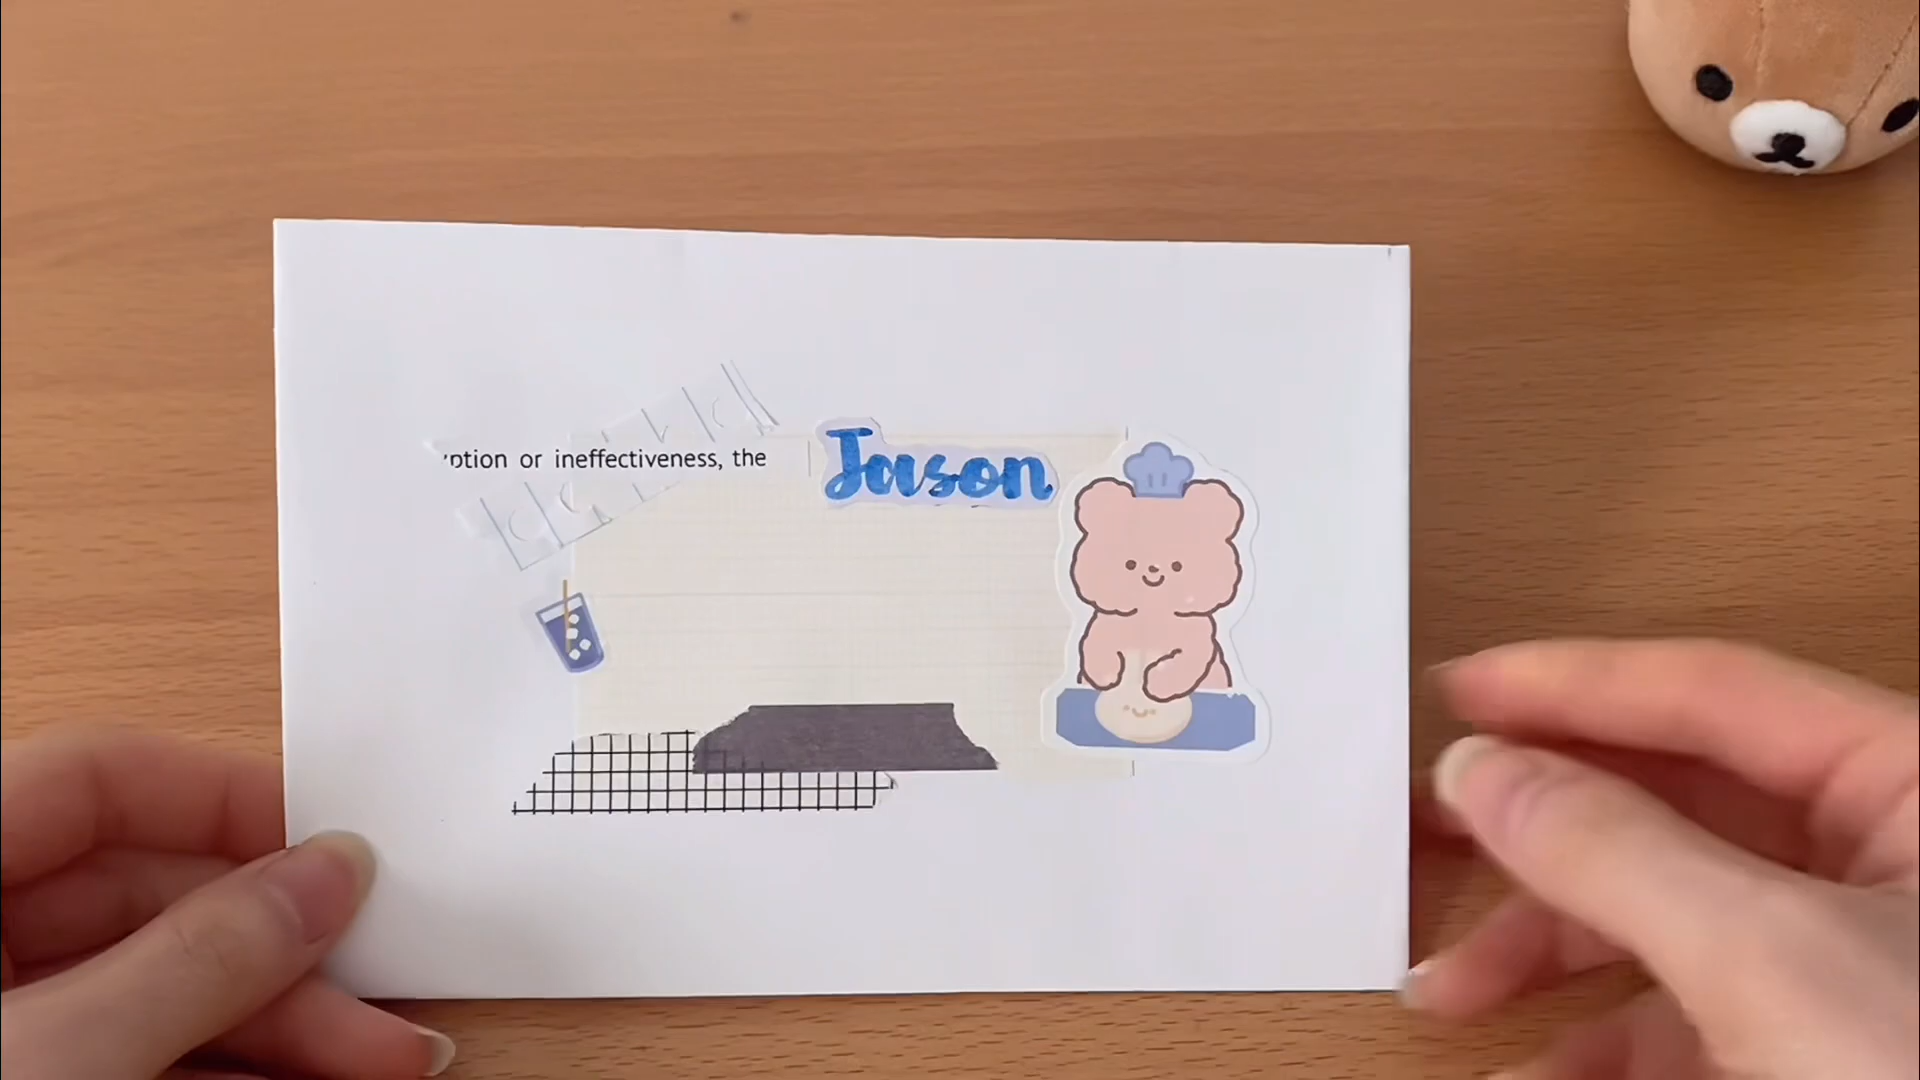 ption or ineffectiveness, the
Jason